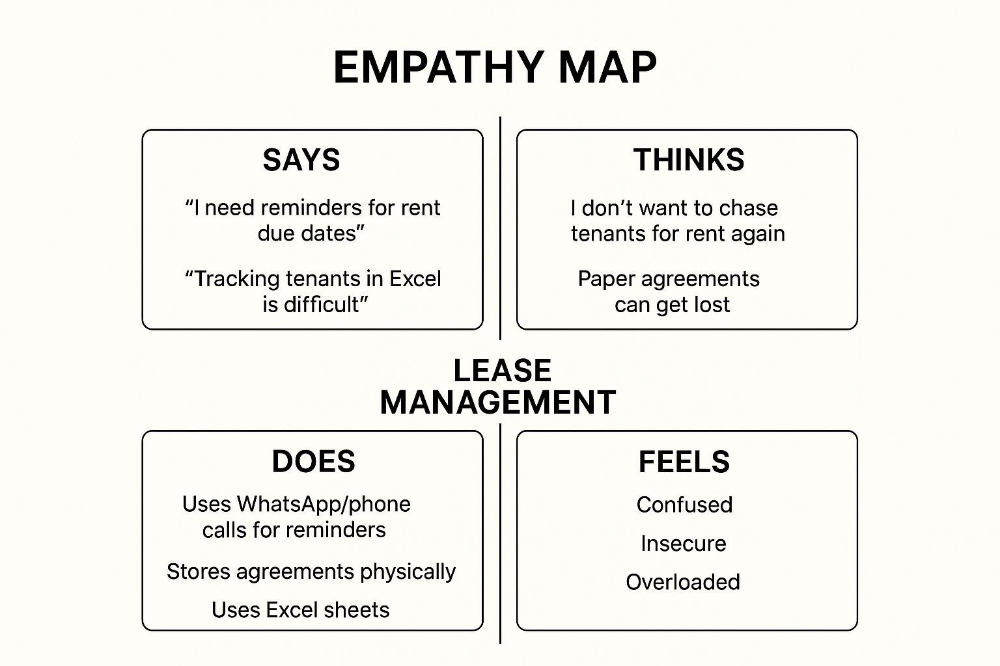 EMPATHY MAP
SAYS
“I need reminders for rent
due dates”
“Tracking tenants in Excel
is difficult”
THINKS
I don’t want to chase
tenants for rent again
Paper agreements
can get lost
LEASE
MANAGEMENT
DOES
Uses WhatsApp/phone
calls for reminders
Stores agreements physically
Uses Excel sheets
FEELS
Confused
Insecure
Overloaded